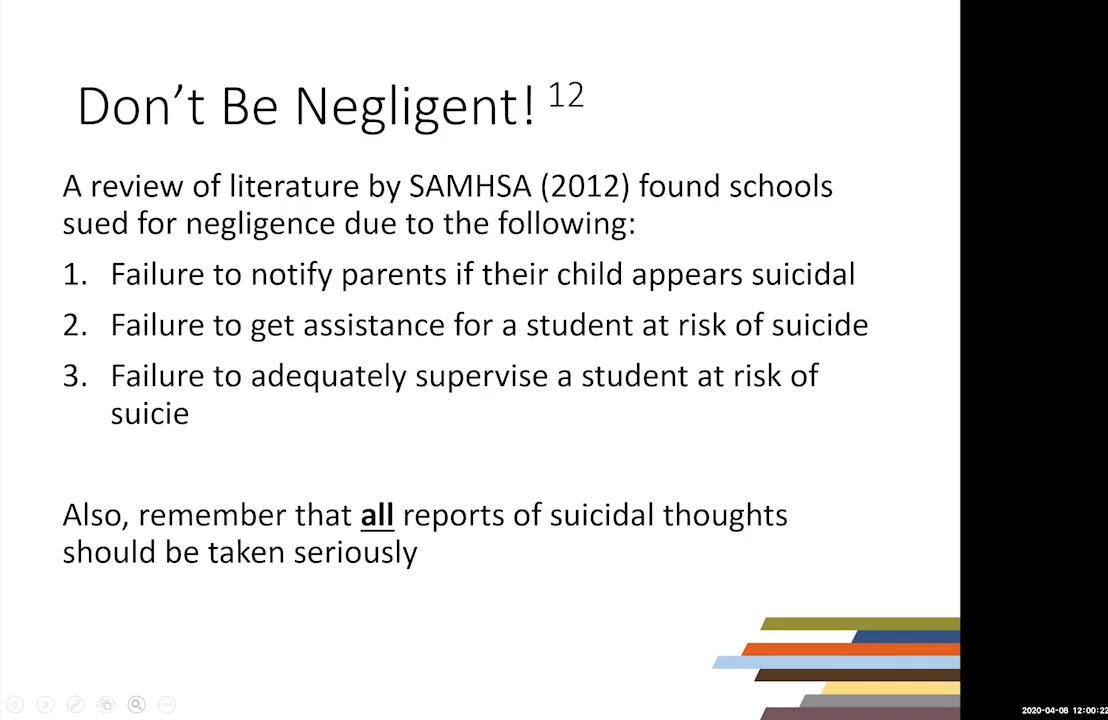 Don't Be Negligent! 12
A review of literature by SAMHSA (2012) found schools
sued for negligence due to the following:
1. Failure to notify parents if their child appears suicidal
2. Failure to get assistance for a student at risk of suicide
3. Failure to adequately supervise a student at risk of
suicie
Also, remember that all reports of suicidal thoughts
should be taken seriously
2020-04-08 12:00:22